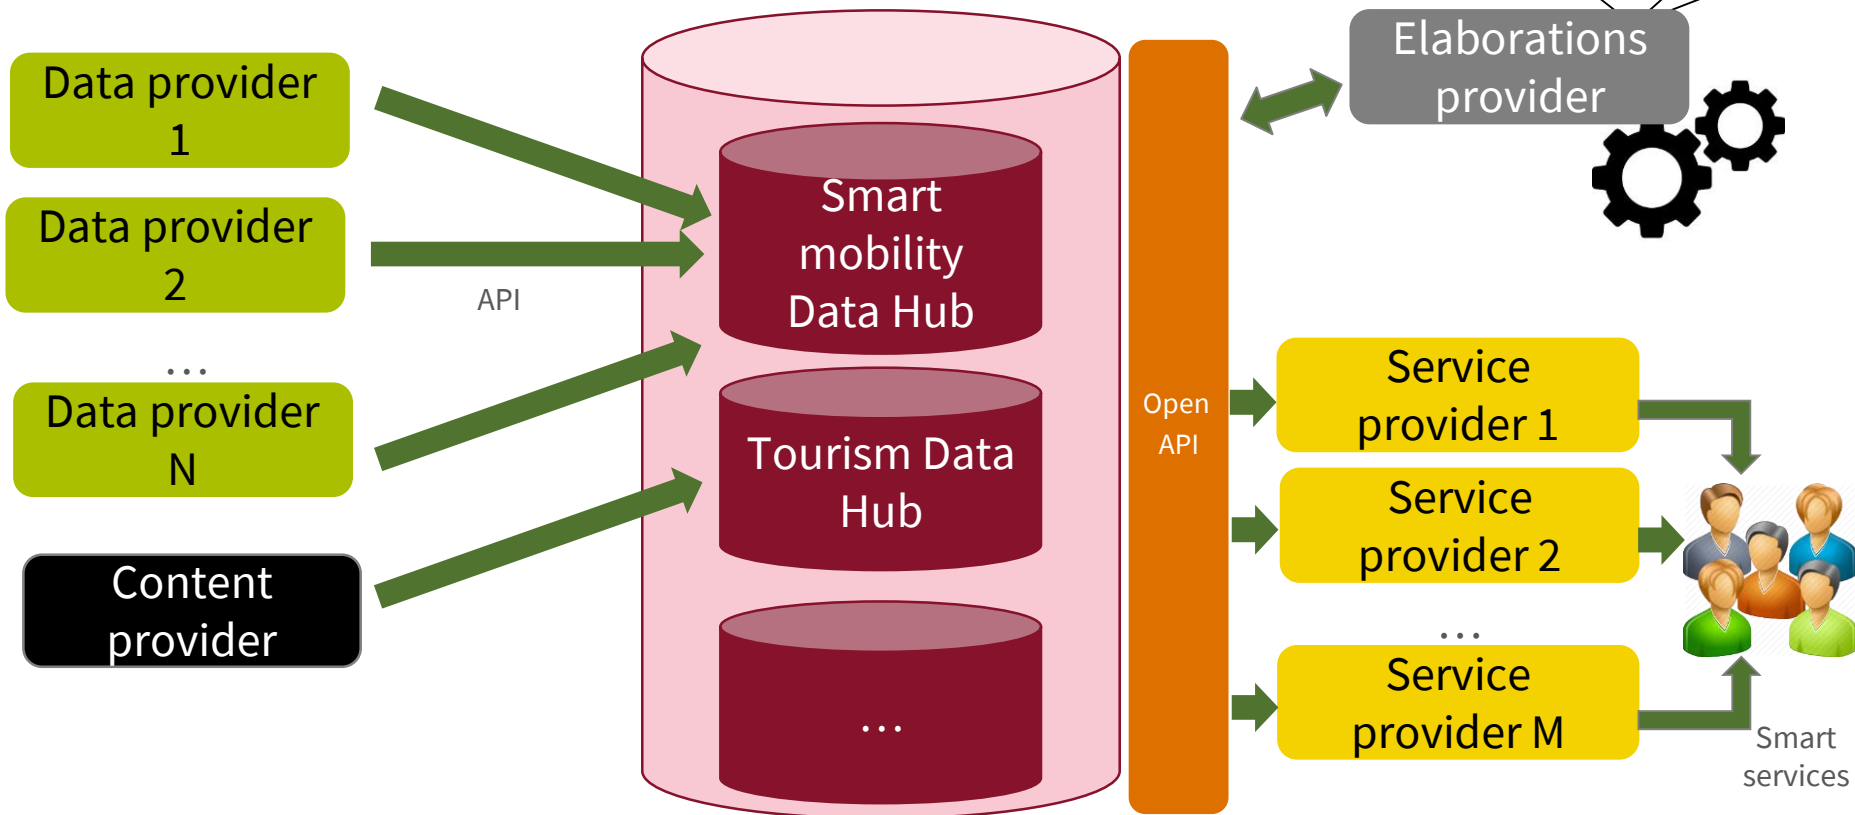 Data provider
1
Data provider
2
…
Data provider
N
Content
provider
API
Smart
mobility
Data Hub
Tourism Data
Hub
…
Open
API
Elaborations
provider
Service
provider 1
Service
provider 2
…
Service
provider M
Smart
services